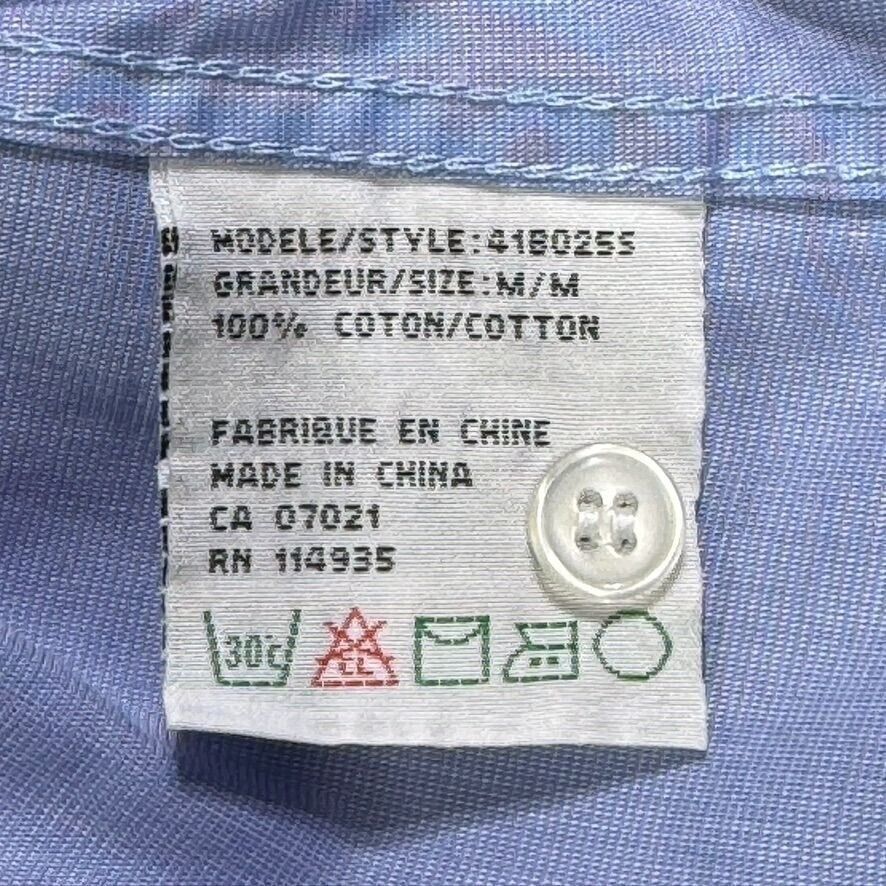 MODELE/STYLE:4180255
GRANDEUR/SIZE:M/M
100% COTON/COTTON
FABRIQUE EN CHINE
MADE IN CHINA
CA 07021
RN 114935
30°C
CL